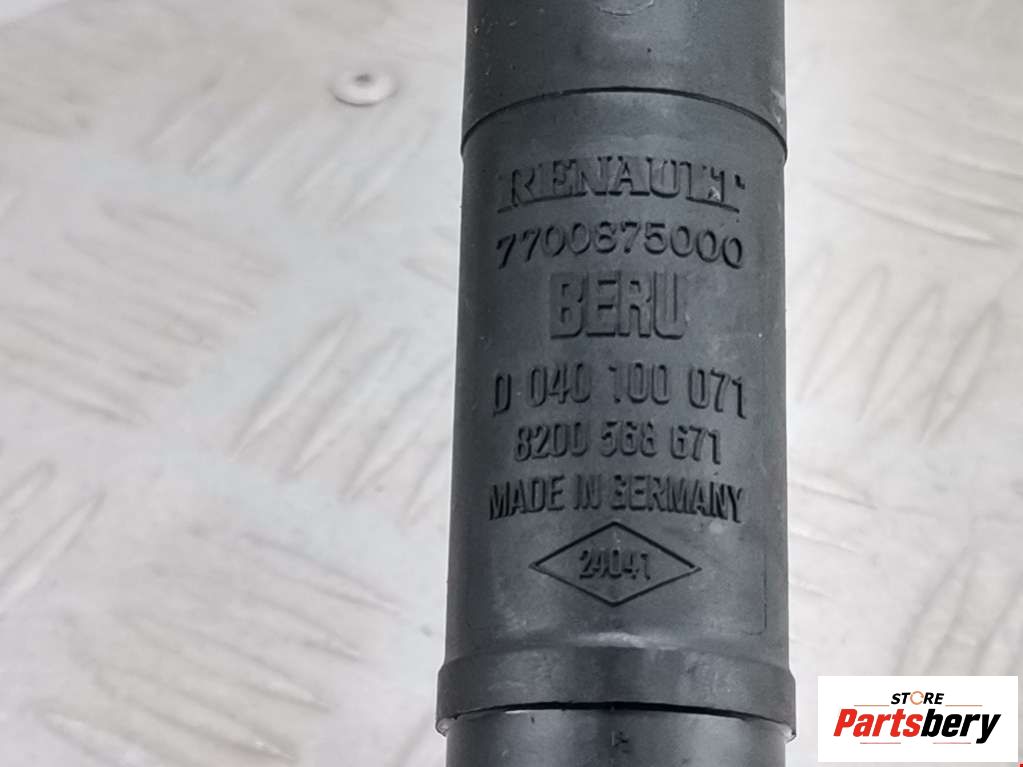 RENAULT
7700875000
BERU
0 040 100 071
8200 568 671
MADE IN GERMANY
24041
STORE
Partsbery